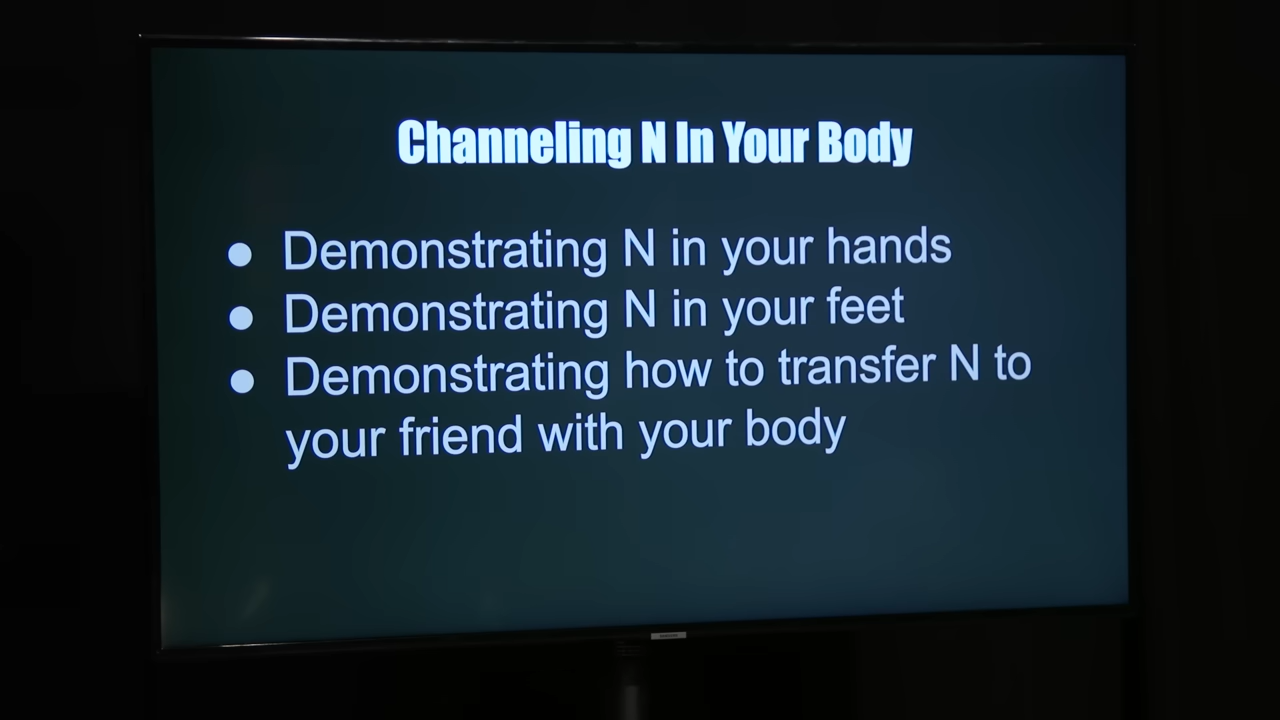 Channeling N In Your Body
● Demonstrating N in your hands
● Demonstrating N in your feet
● Demonstrating how to transfer N to
your friend with your body